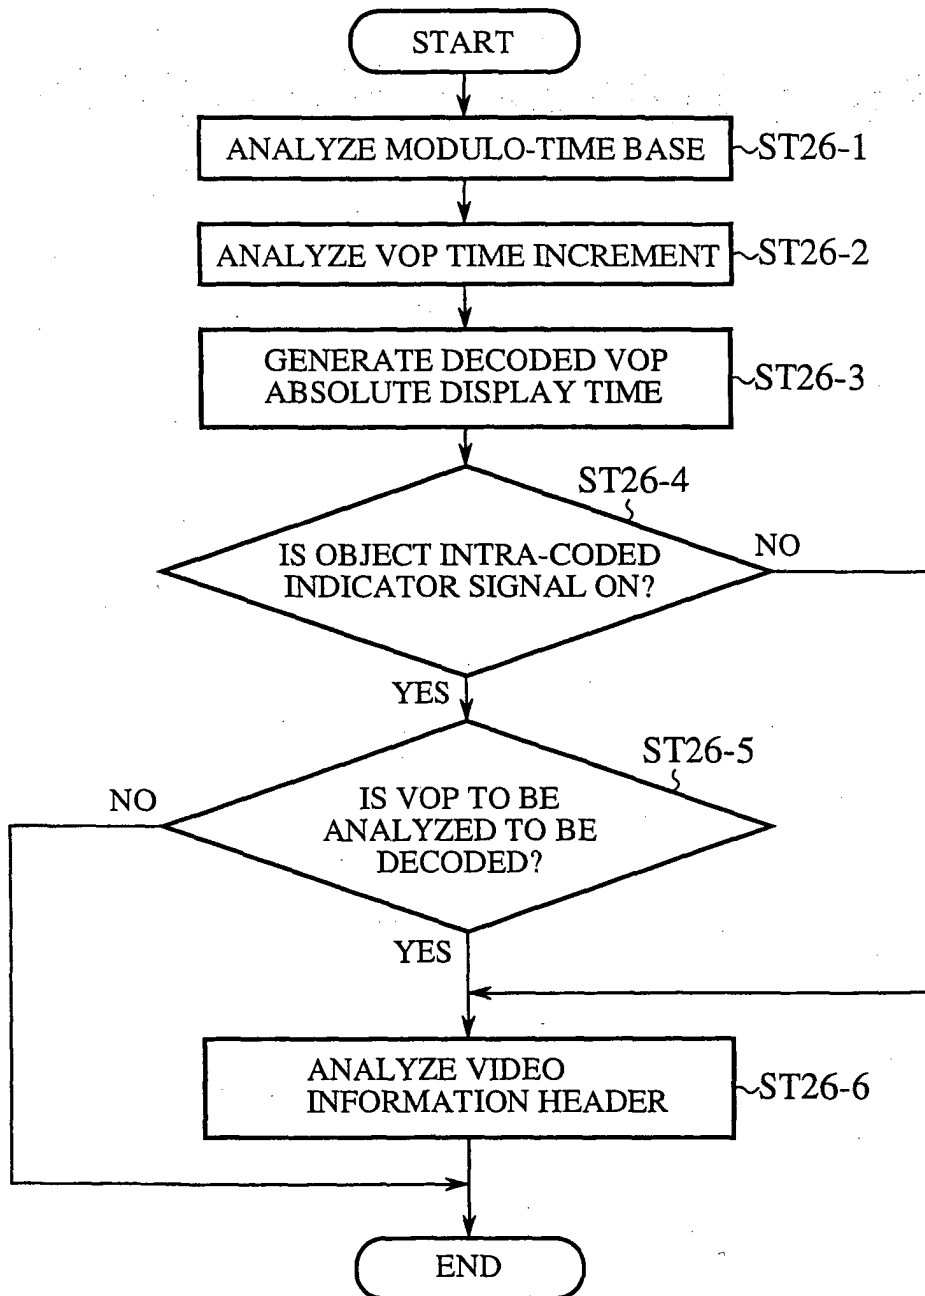 START
ANALYZE MODULO-TIME BASE
ST26-1
ANALYZE VOP TIME INCREMENT
ST26-2
GENERATE DECODED VOP
ABSOLUTE DISPLAY TIME
ST26-3
ST26-4
IS OBJECT INTRA-CODED
INDICATOR SIGNAL ON?
NO
YES
ST26-5
NO
IS VOP TO BE
ANALYZED TO BE
DECODED?
YES
ANALYZE VIDEO
INFORMATION HEADER
ST26-6
END